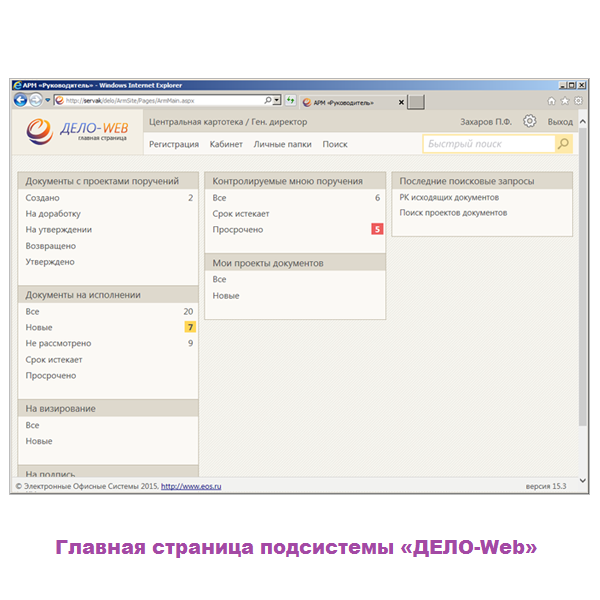 АРМ «Руководитель» - Windows Internet Explorer
http://servak/delo/ArmSite/Pages/ArmMain.aspx
АРМ «Руководитель»
ДЕЛО-WEB
главная страница
Центральная картотека / Ген. директор
Захаров П.Ф.
Выход
Регистрация Кабинет Личные папки Поиск
Быстрый поиск
Документы с проектами поручений
Создано 2
На доработку
На утверждении
Возвращено
Утверждено
Документы на исполнении
Все 20
Новые 7
Не рассмотрено 9
Срок истекает
Просрочено
На визирование
Все
Новые
На подпись
Контролируемые мною поручения
Все 6
Срок истекает
Просрочено 5
Мои проекты документов
Все
Новые
Последние поисковые запросы
РК исходящих документов
Поиск проектов документов
© Электронные Офисные Системы 2015, http://www.eos.ru
версия 15.3
Главная страница подсистемы «ДЕЛО-Web»